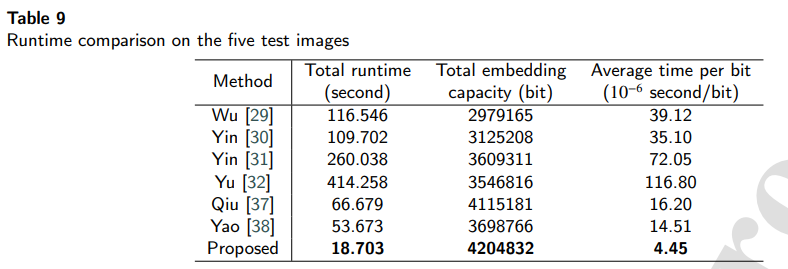 Table 9
Runtime comparison on the five test images
Method Total runtime (second) Total embedding capacity (bit) Average time per bit (10⁻⁶ second/bit)
Wu [29] 116.546 2979165 39.12
Yin [30] 109.702 3125208 35.10
Yin [31] 260.038 3609311 72.05
Yu [32] 414.258 3546816 116.80
Qiu [37] 66.679 4115181 16.20
Yao [38] 53.673 3698766 14.51
Proposed 18.703 4204832 4.45
ro